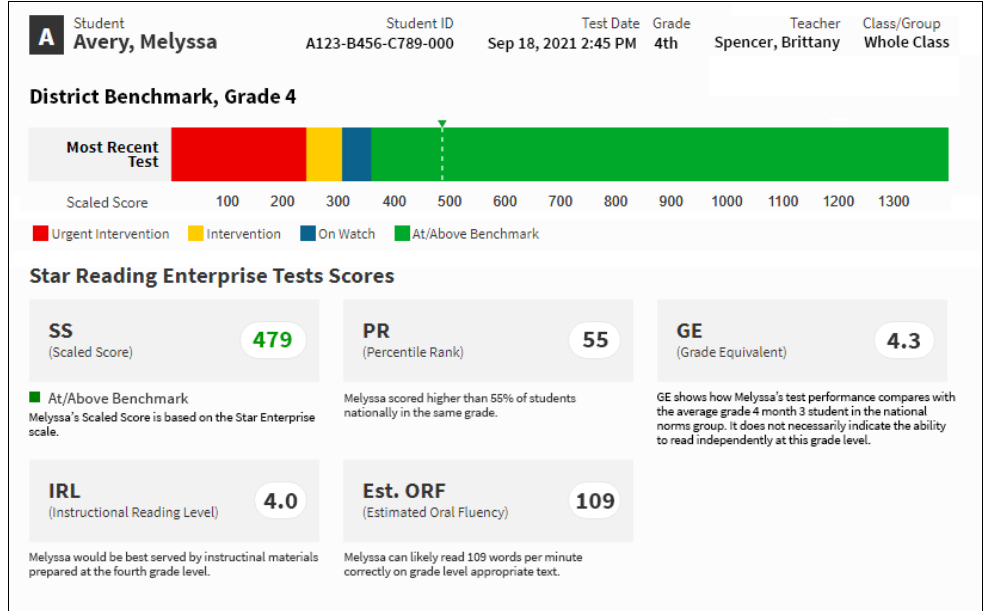 A
Student
Avery, Melyssa
Student ID
A123-B456-C789-000
Test Date
Sep 18, 2021 2:45 PM
Grade
4th
Teacher
Spencer, Brittany
Class/Group
Whole Class
District Benchmark, Grade 4
Most Recent
Test
Scaled Score 100 200 300 400 500 600 700 800 900 1000 1100 1200 1300
Urgent Intervention Intervention On Watch At/Above Benchmark
Star Reading Enterprise Tests Scores
SS
(Scaled Score)
479
At/Above Benchmark
Melyssa's Scaled Score is based on the Star Enterprise
scale.
PR
(Percentile Rank)
55
Melyssa scored higher than 55% of students
nationally in the same grade.
GE
(Grade Equivalent)
4.3
GE shows how Melyssa's test performance compares with
the average grade 4 month 3 student in the national
norms group. It does not necessarily indicate the ability
to read independently at this grade level.
IRL
(Instructional Reading Level)
4.0
Melyssa would be best served by instructinal materials
prepared at the fourth grade level.
Est. ORF
(Estimated Oral Fluency)
109
Melyssa can likely read 109 words per minute
correctly on grade level appropriate text.